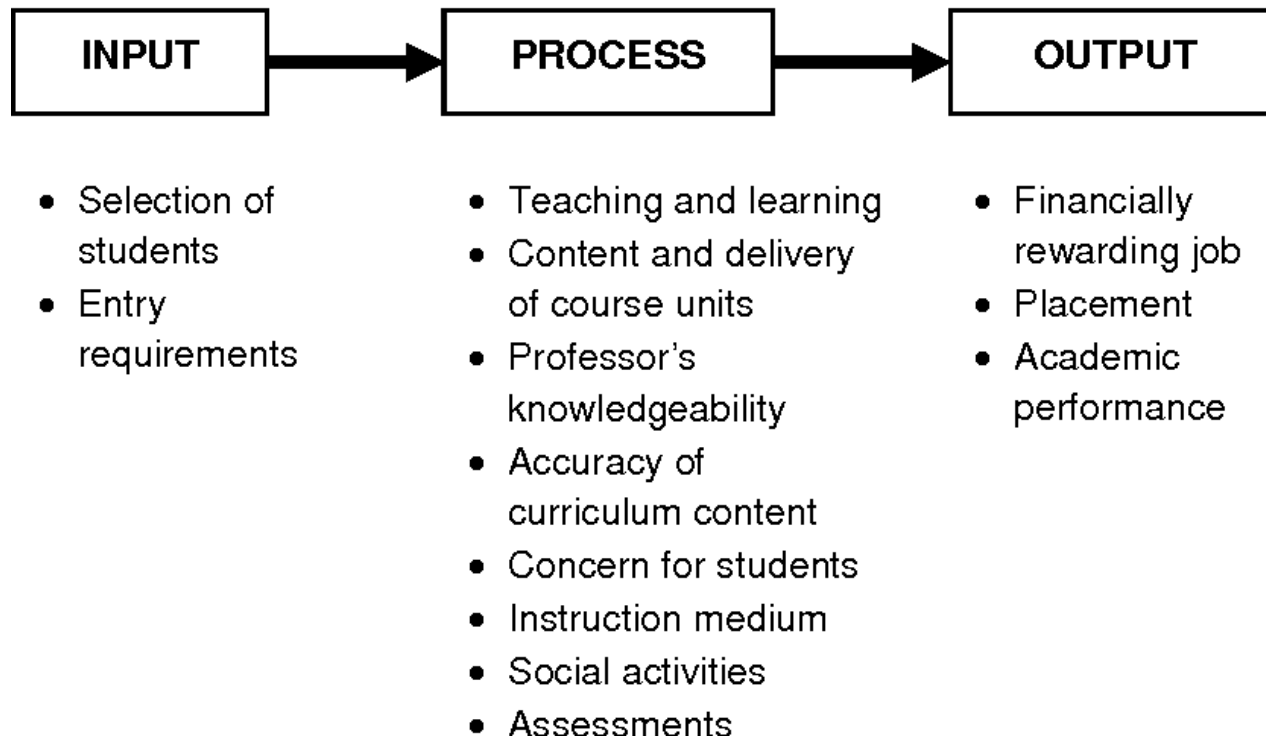 INPUT
PROCESS
OUTPUT
• Selection of
students
• Entry
requirements
• Teaching and learning
• Content and delivery
of course units
• Professor's
knowledgeability
• Accuracy of
curriculum content
• Concern for students
• Instruction medium
• Social activities
• Assessments
• Financially
rewarding job
• Placement
• Academic
performance